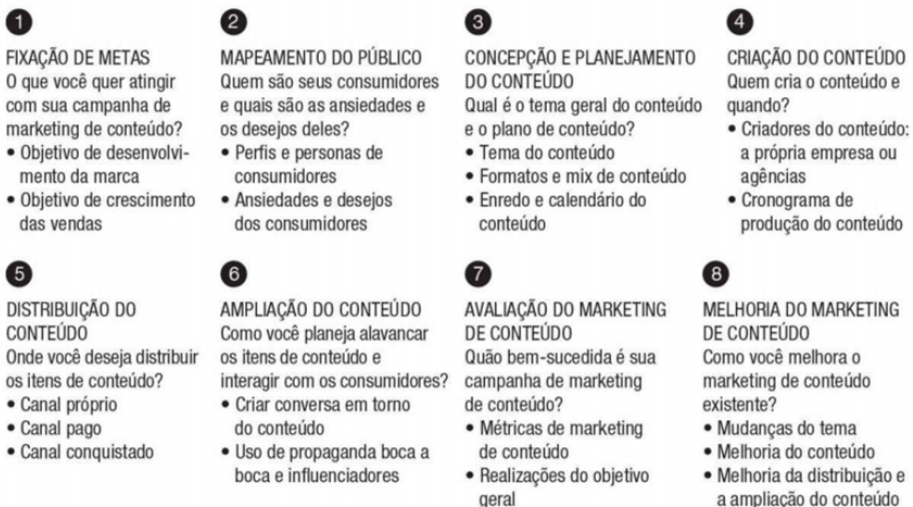 1
FIXAÇÃO DE METAS
O que você quer atingir
com sua campanha de
marketing de conteúdo?
• Objetivo de desenvolvi-
mento da marca
• Objetivo de crescimento
das vendas
2
MAPEAMENTO DO PÚBLICO
Quem são seus consumidores
e quais são as ansiedades e
os desejos deles?
• Perfis e personas de
consumidores
• Ansiedades e desejos
dos consumidores
3
CONCEPÇÃO E PLANEJAMENTO
DO CONTEÚDO
Qual é o tema geral do conteúdo
e o plano de conteúdo?
• Tema do conteúdo
• Formatos e mix de conteúdo
• Enredo e calendário do
conteúdo
4
CRIAÇÃO DO CONTEÚDO
Quem cria o conteúdo e
quando?
• Criadores do conteúdo:
a própria empresa ou
agências
• Cronograma de
produção do conteúdo
5
DISTRIBUIÇÃO DO
CONTEÚDO
Onde você deseja distribuir
os itens de conteúdo?
• Canal próprio
• Canal pago
• Canal conquistado
6
AMPLIAÇÃO DO CONTEÚDO
Como você planeja alavancar
os itens de conteúdo e
interagir com os consumidores?
• Criar conversa em torno
do conteúdo
• Uso de propaganda boca a
boca e influenciadores
7
AVALIAÇÃO DO MARKETING
DE CONTEÚDO
Quão bem-sucedida é sua
campanha de marketing
de conteúdo?
• Métricas de marketing
de conteúdo
• Realizações do objetivo
geral
8
MELHORIA DO MARKETING
DE CONTEÚDO
Como você melhora o
marketing de conteúdo
existente?
• Mudanças do tema
• Melhoria do conteúdo
• Melhoria da distribuição e
a ampliação do conteúdo